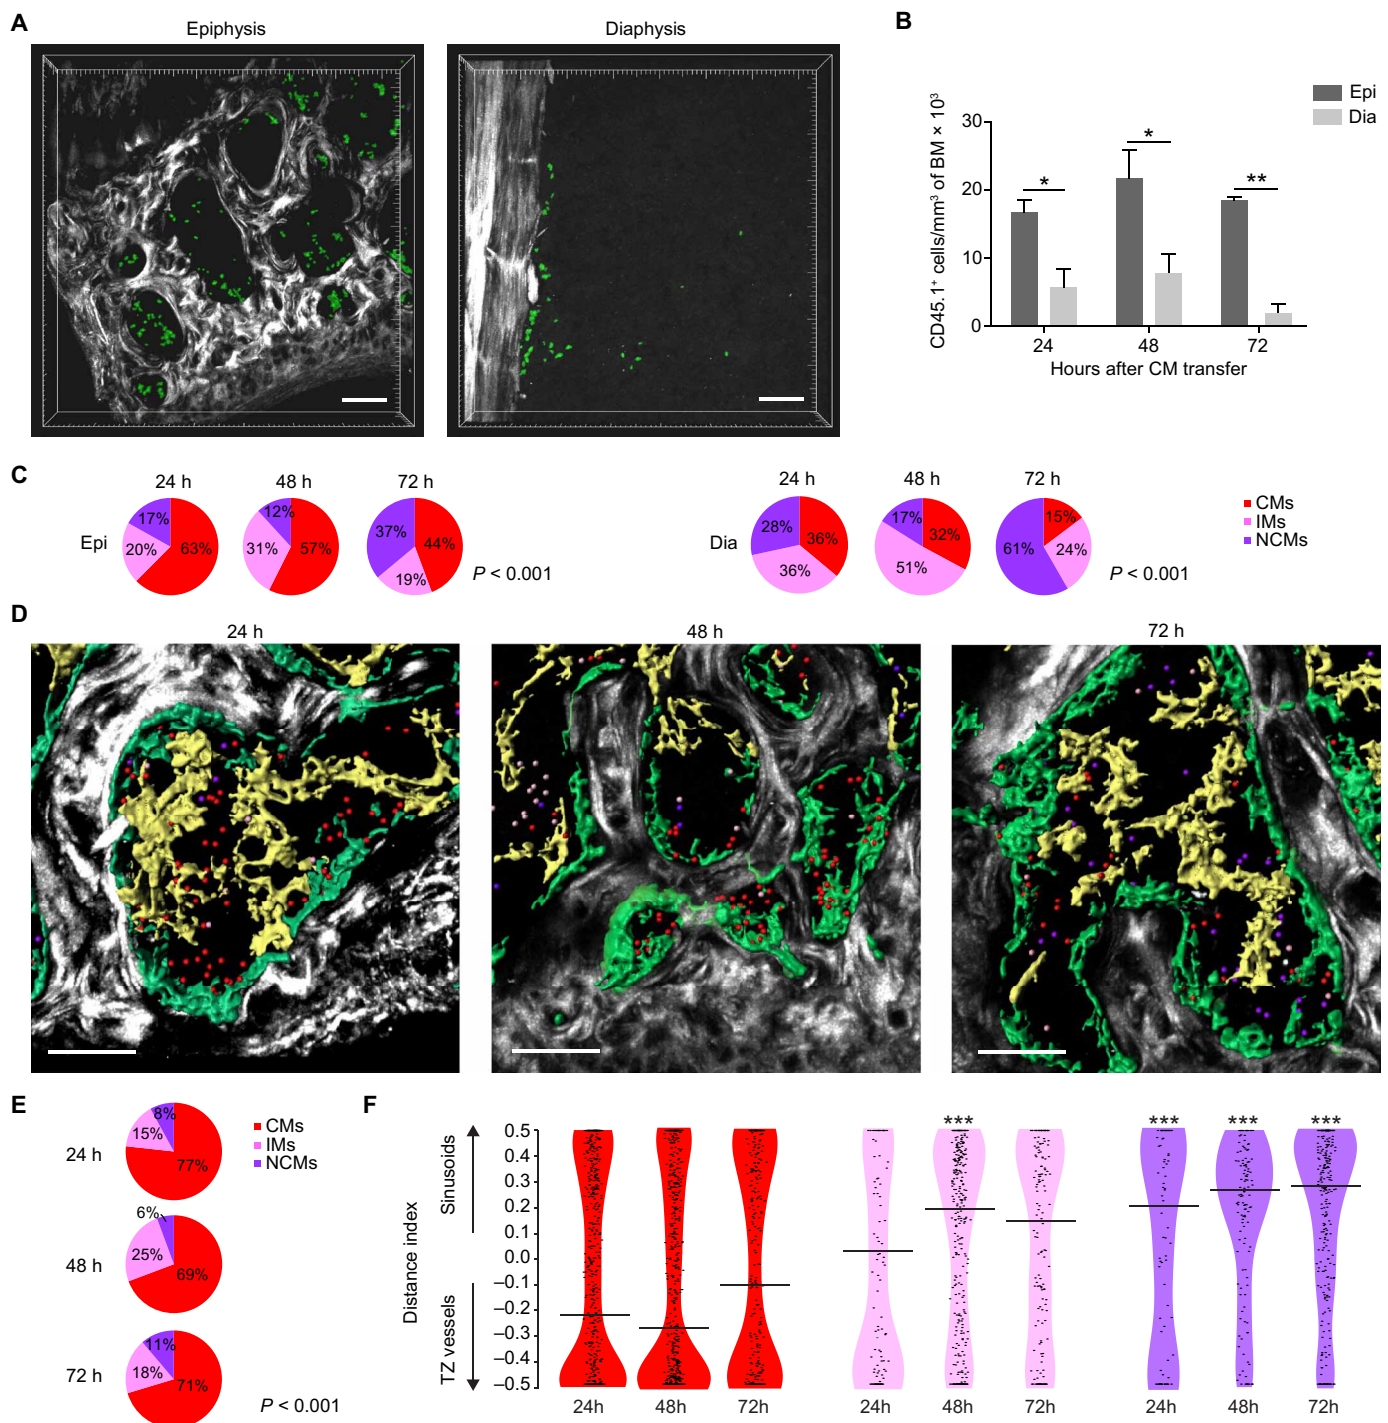 A
Epiphysis
Diaphysis
B
CD45.1⁺ cells/mm³ of BM × 10³
30
20
10
0
*
*
**
24
48
72
Hours after CM transfer
Epi
Dia
C
Epi
24 h
17%
20%
63%
48 h
12%
31%
57%
72 h
37%
44%
19%
P < 0.001
Dia
24 h
28%
36%
36%
48 h
17%
32%
51%
72 h
15%
61%
24%
P < 0.001
CMs
IMs
NCMs
D
24 h
48 h
72 h
E
24 h
8%
15%
77%
CMs
IMs
NCMs
48 h
6%
25%
69%
72 h
11%
18%
71%
P < 0.001
F
Distance index
Sinusoids
TZ vessels
0.5
0.4
0.3
0.2
0.1
0.0
–0.1
–0.2
–0.3
–0.4
–0.5
***
***
***
***
24h
48h
72h
24h
48h
72h
24h
48h
72h